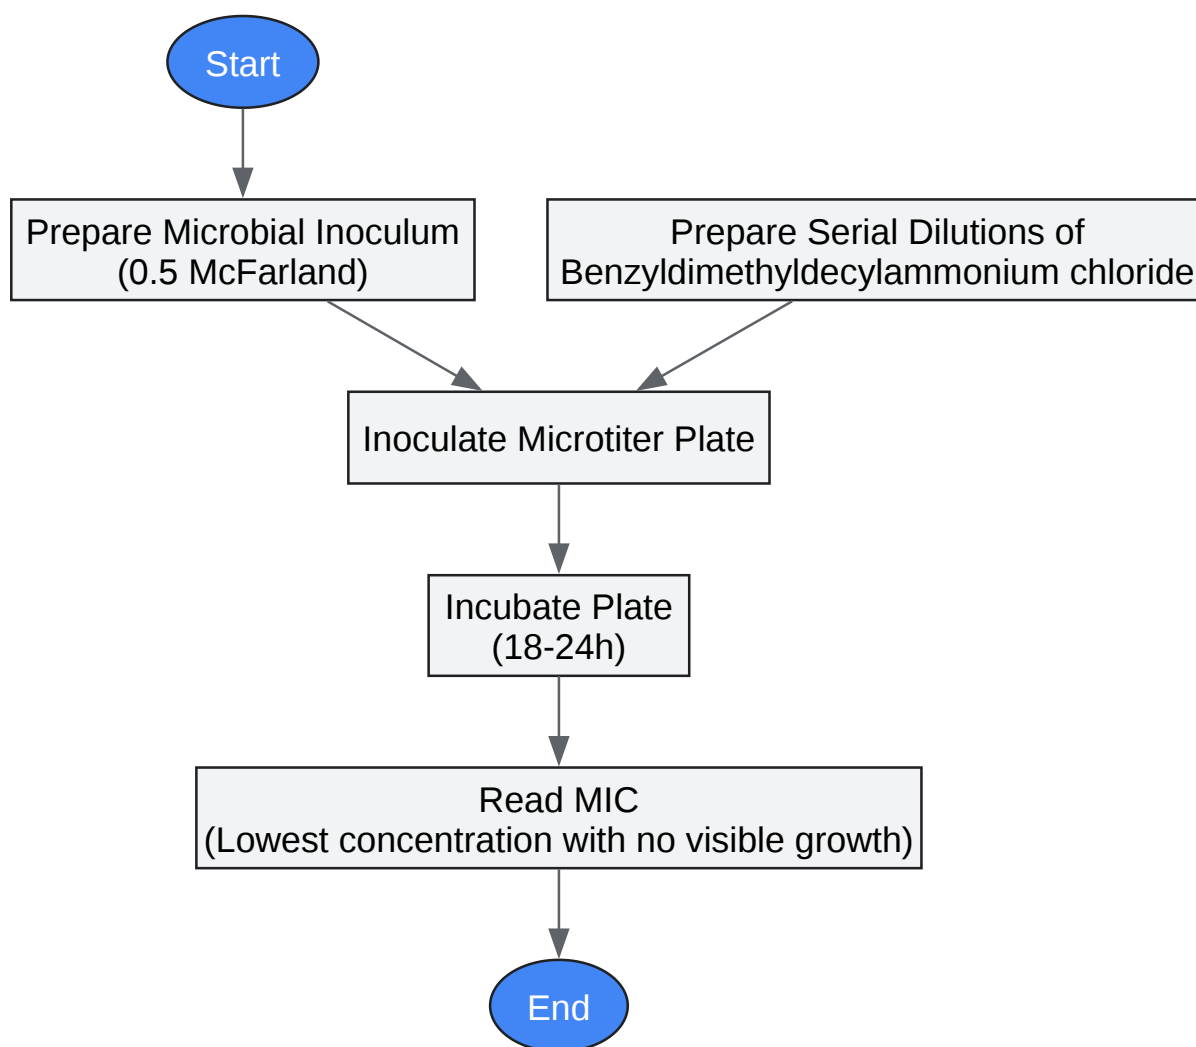 Start
Prepare Microbial Inoculum
(0.5 McFarland)
Prepare Serial Dilutions of
Benzyldimethyldecylammonium chloride
Inoculate Microtiter Plate
Incubate Plate
(18-24h)
Read MIC
(Lowest concentration with no visible growth)
End